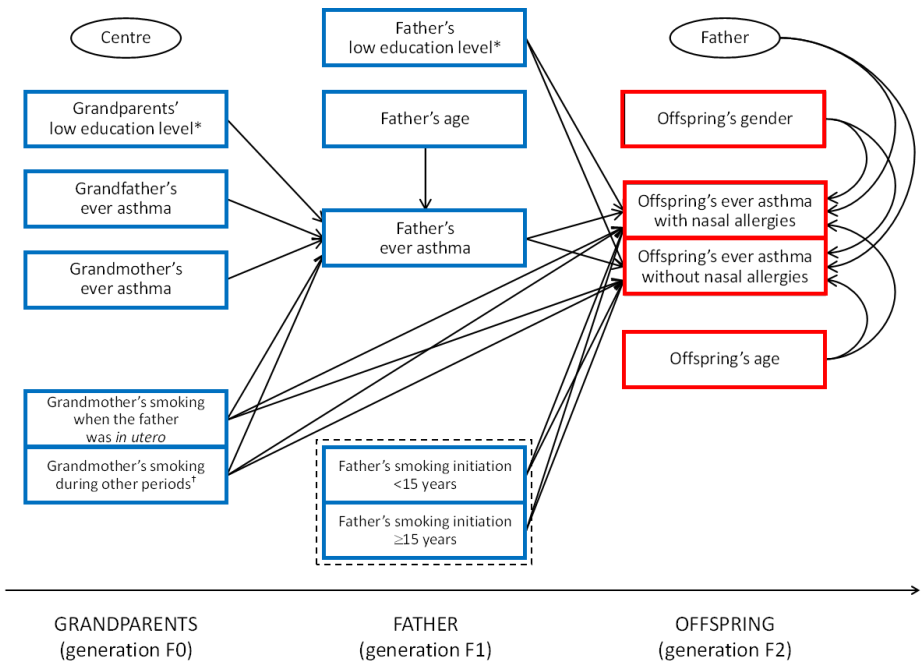 Centre
Grandparents’
low education level*
Grandfather’s
ever asthma
Grandmother’s
ever asthma
Grandmother’s smoking
when the father
was in utero
Grandmother’s smoking
during other periods†
Father’s
low education level*
Father’s age
Father’s
ever asthma
Father’s smoking initiation
<15 years
Father’s smoking initiation
≥15 years
Father
Offspring’s gender
Offspring’s ever asthma
with nasal allergies
Offspring’s ever asthma
without nasal allergies
Offspring’s age
GRANDPARENTS
(generation F0)
FATHER
(generation F1)
OFFSPRING
(generation F2)